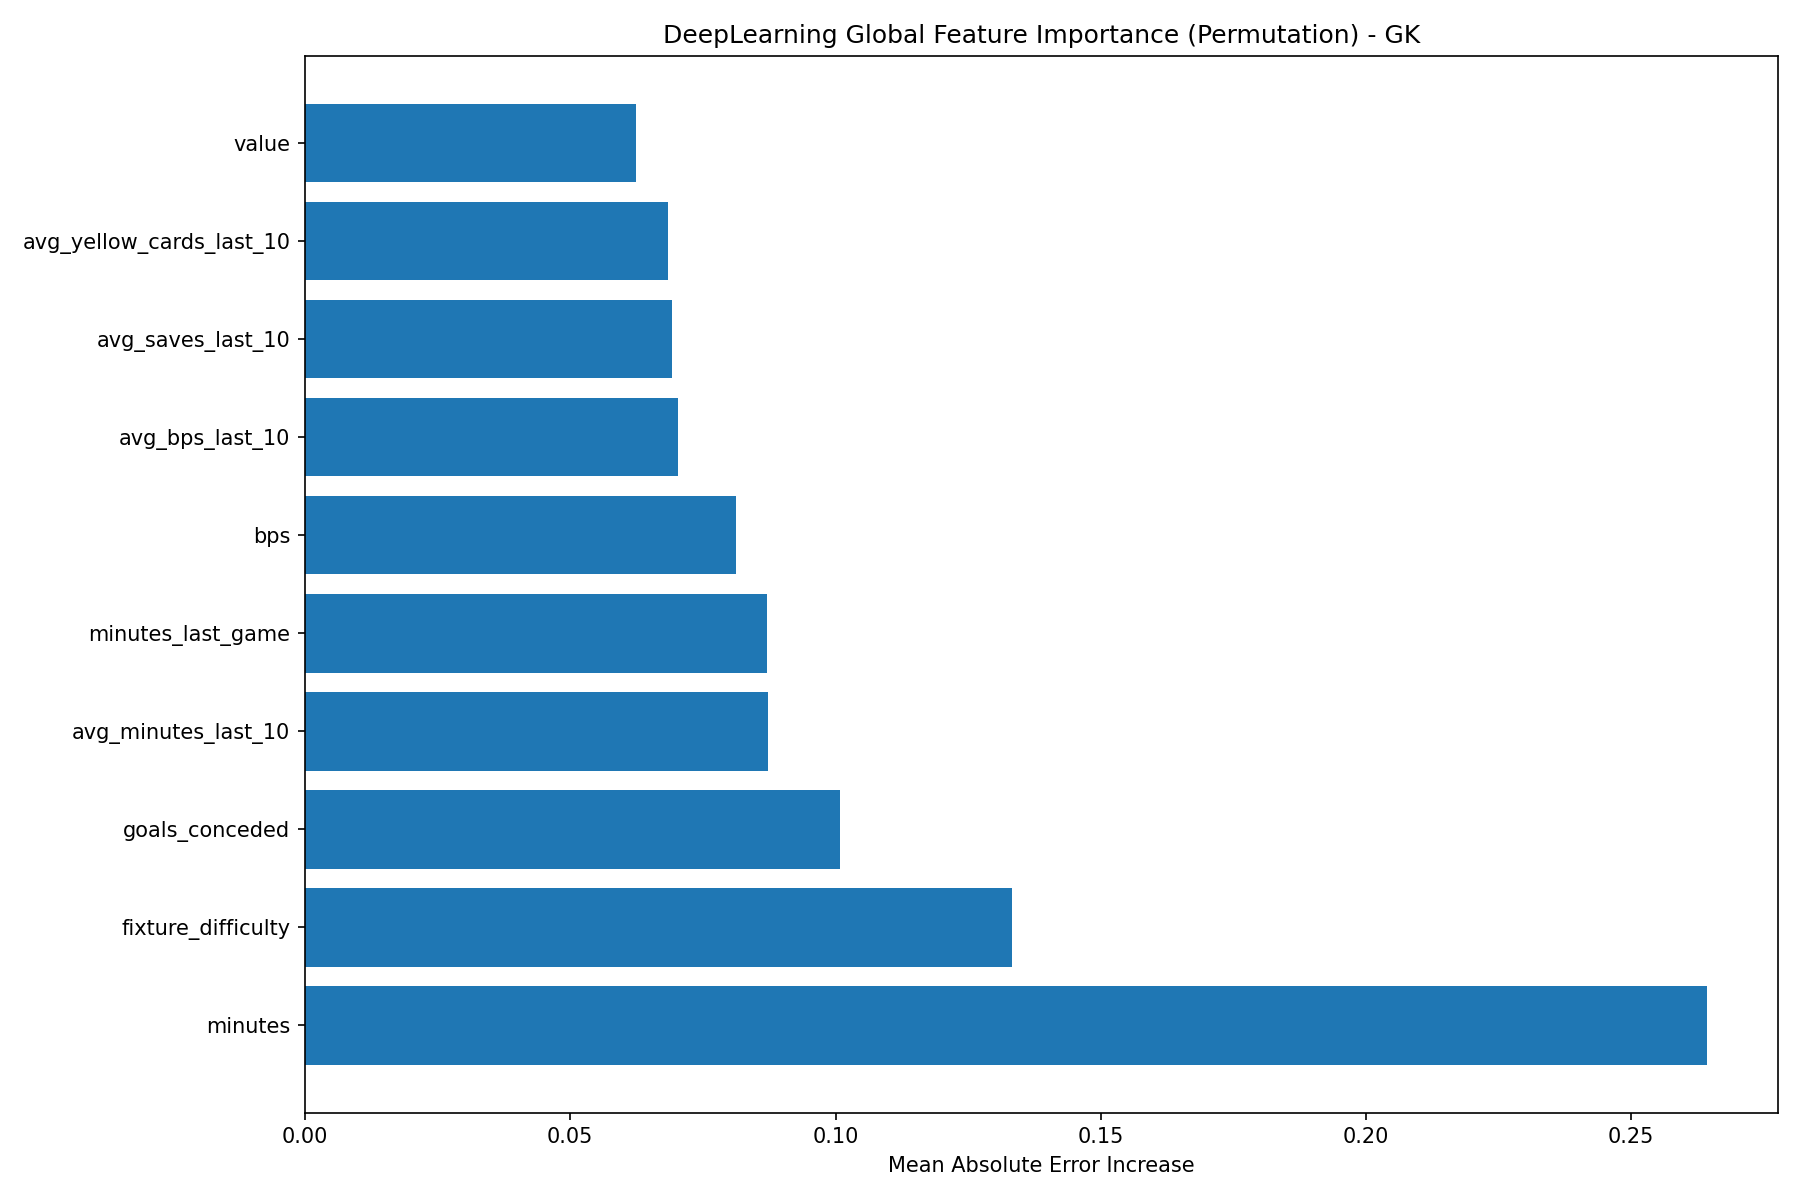 DeepLearning Global Feature Importance (Permutation) - GK
value
avg_yellow_cards_last_10
avg_saves_last_10
avg_bps_last_10
bps
minutes_last_game
avg_minutes_last_10
goals_conceded
fixture_difficulty
minutes
0.00 0.05 0.10 0.15 0.20 0.25
Mean Absolute Error Increase